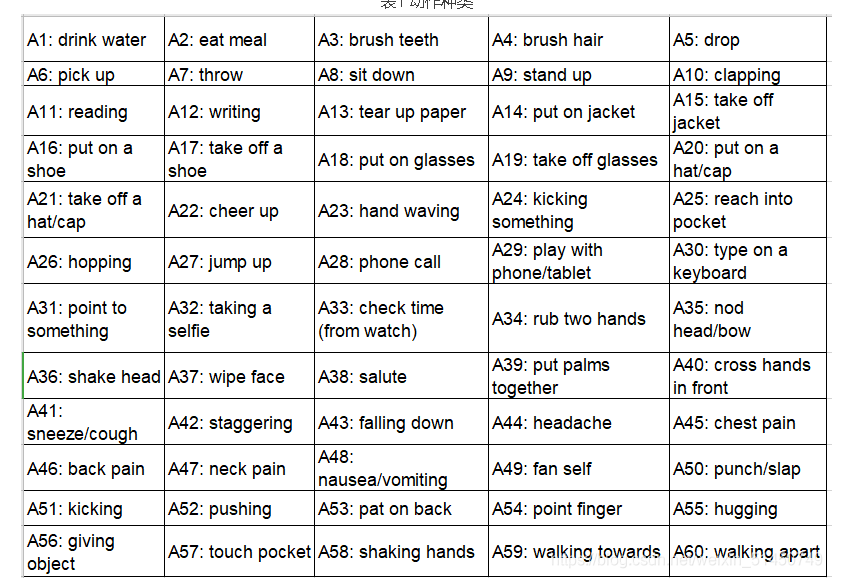 表1 动作种类
A1: drink water
A2: eat meal
A3: brush teeth
A4: brush hair
A5: drop
A6: pick up
A7: throw
A8: sit down
A9: stand up
A10: clapping
A11: reading
A12: writing
A13: tear up paper
A14: put on jacket
A15: take off
jacket
A16: put on a
shoe
A17: take off a
shoe
A18: put on glasses
A19: take off glasses
A20: put on a
hat/cap
A21: take off a
hat/cap
A22: cheer up
A23: hand waving
A24: kicking
something
A25: reach into
pocket
A26: hopping
A27: jump up
A28: phone call
A29: play with
phone/tablet
A30: type on a
keyboard
A31: point to
something
A32: taking a
selfie
A33: check time
(from watch)
A34: rub two hands
A35: nod
head/bow
A36: shake head
A37: wipe face
A38: salute
A39: put palms
together
A40: cross hands
in front
A41:
sneeze/cough
A42: staggering
A43: falling down
A44: headache
A45: chest pain
A46: back pain
A47: neck pain
A48:
nausea/vomiting
A49: fan self
A50: punch/slap
A51: kicking
A52: pushing
A53: pat on back
A54: point finger
A55: hugging
A56: giving
object
A57: touch pocket
A58: shaking hands
A59: walking towards
A60: walking apart